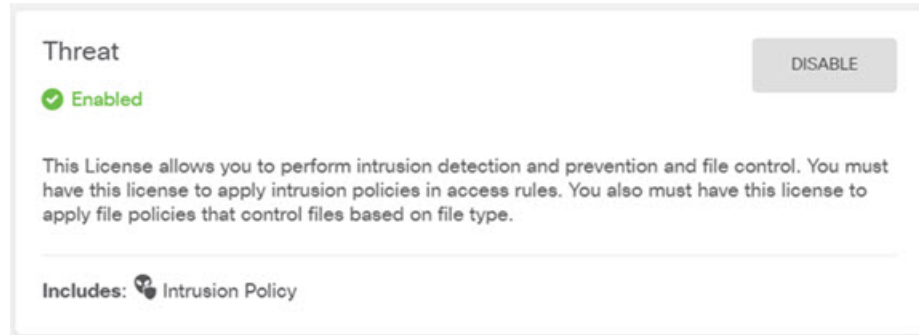 Threat
DISABLE
Enabled
This License allows you to perform intrusion detection and prevention and file control. You must
have this license to apply intrusion policies in access rules. You also must have this license to
apply file policies that control files based on file type.
Includes: Intrusion Policy